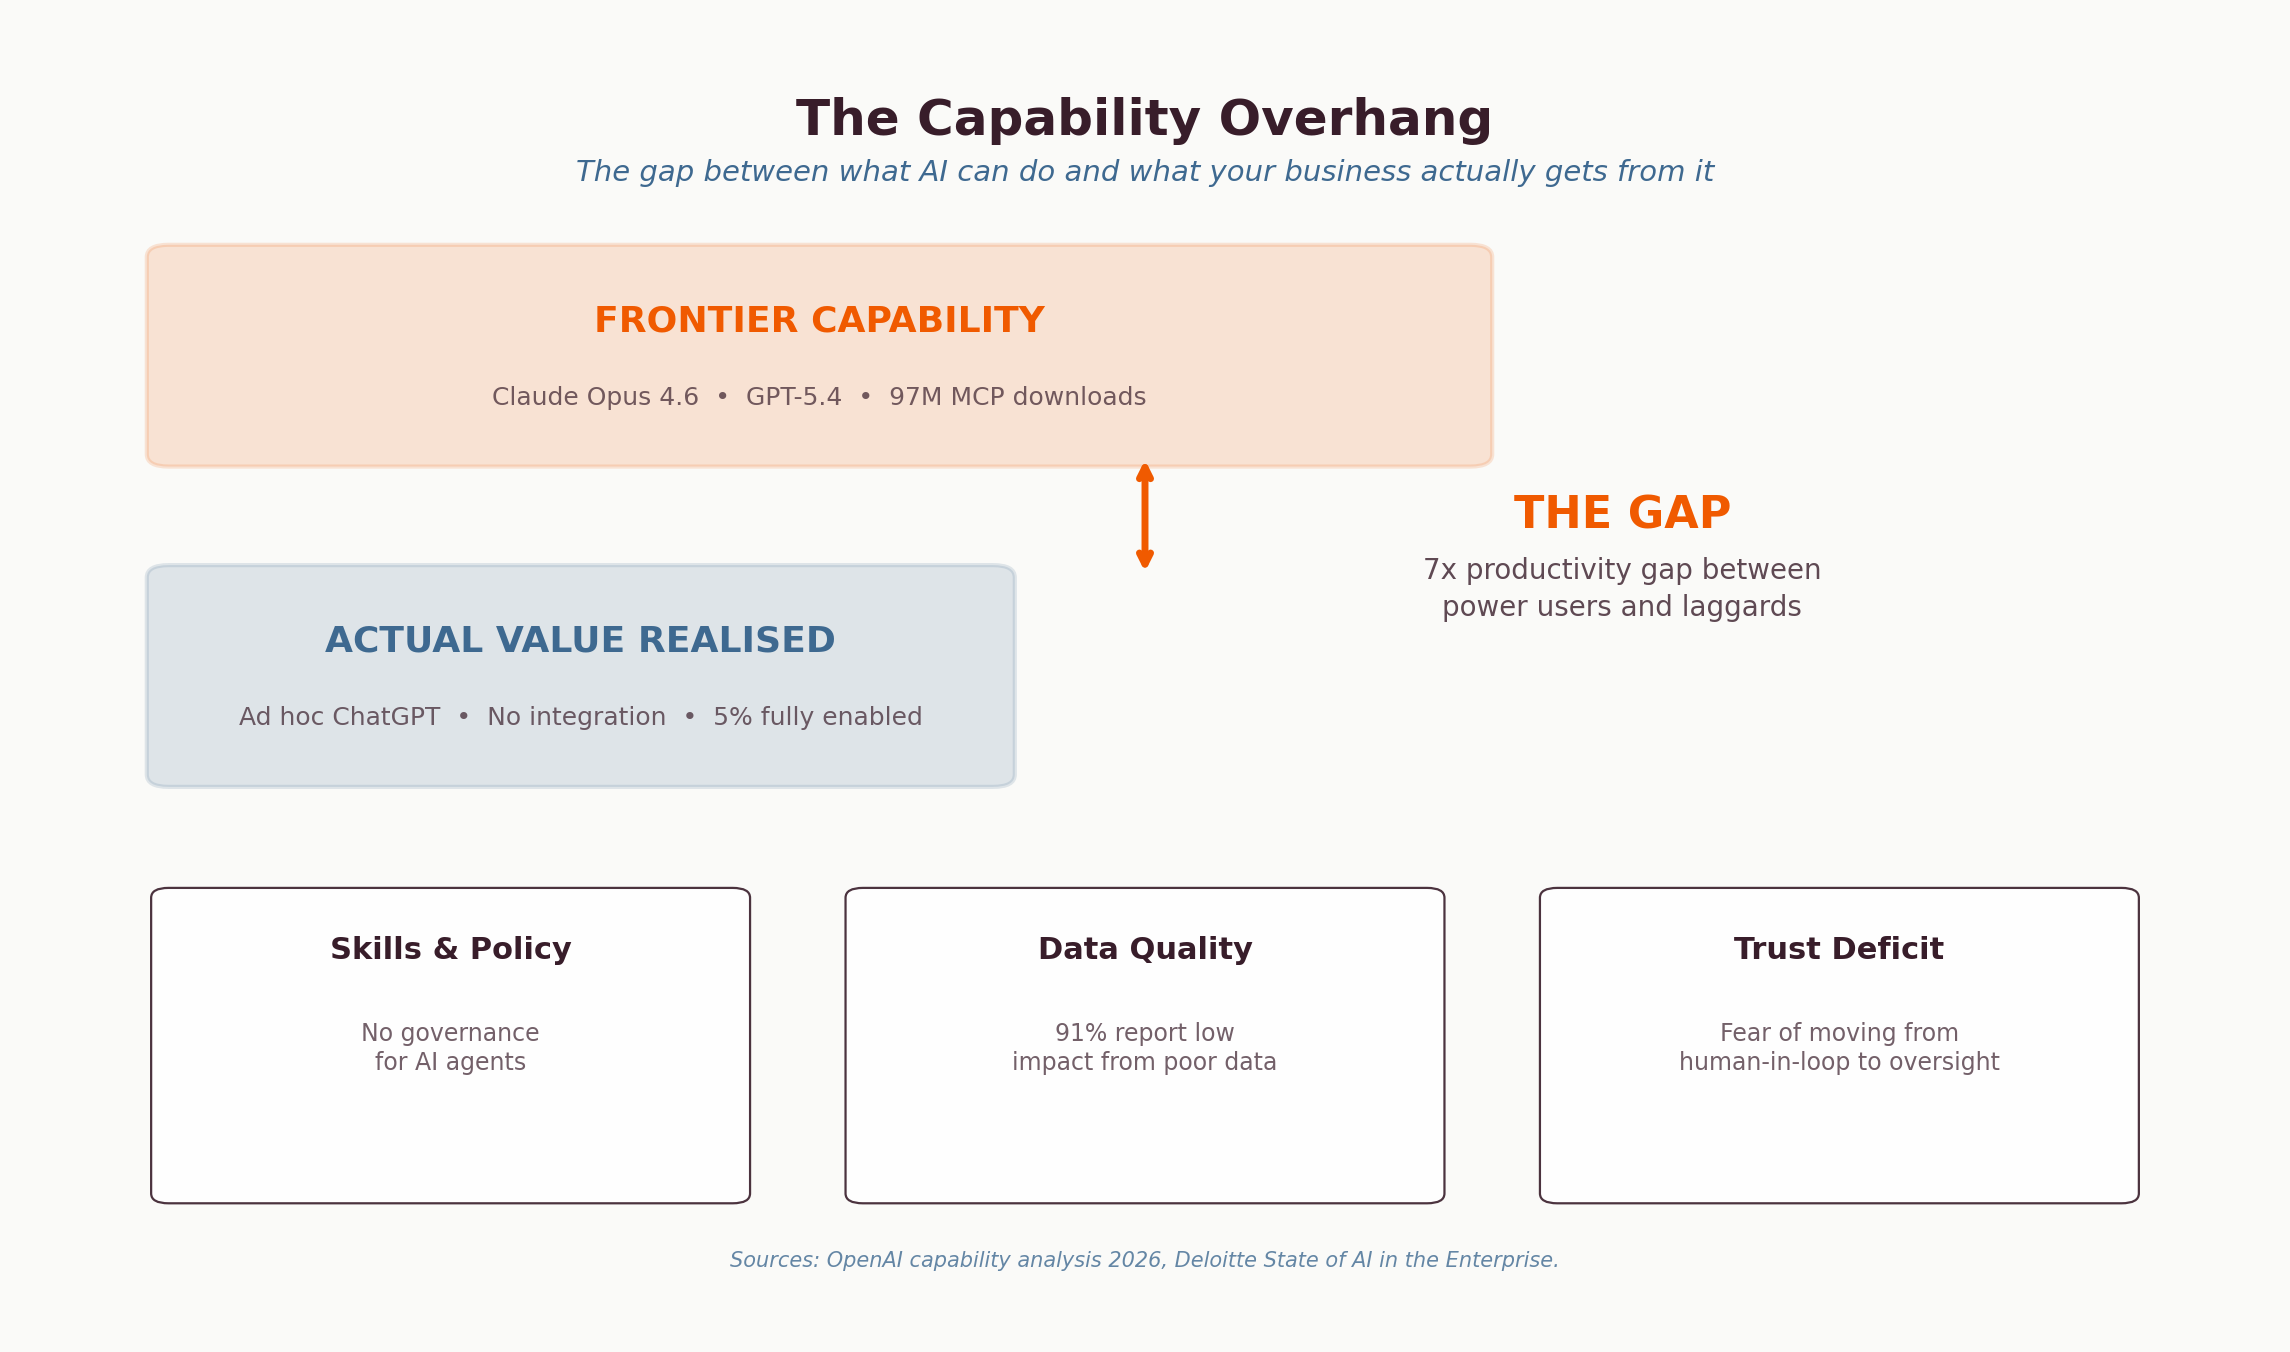 The Capability Overhang
The gap between what AI can do and what your business actually gets from it
FRONTIER CAPABILITY
Claude Opus 4.6 • GPT-5.4 • 97M MCP downloads
THE GAP
7x productivity gap between
power users and laggards
ACTUAL VALUE REALISED
Ad hoc ChatGPT • No integration • 5% fully enabled
Skills & Policy
No governance
for AI agents
Data Quality
91% report low
impact from poor data
Trust Deficit
Fear of moving from
human-in-loop to oversight
Sources: OpenAI capability analysis 2026, Deloitte State of AI in the Enterprise.